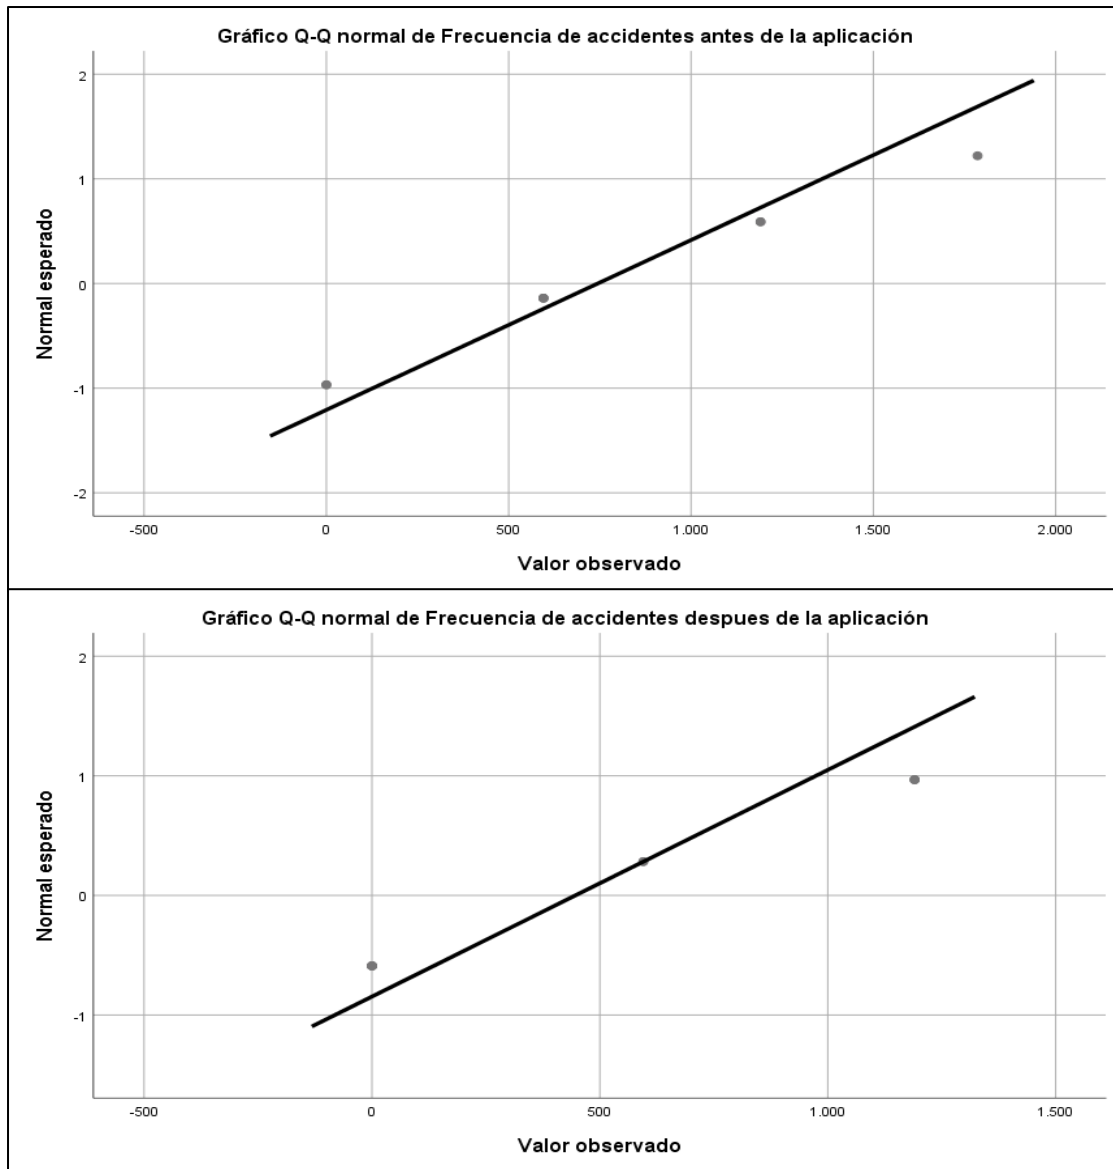 Gráfico Q-Q normal de Frecuencia de accidentes antes de la aplicación
2
1
0
-1
-2
Normal esperado
-500 0 500 1.000 1.500 2.000
Valor observado
Gráfico Q-Q normal de Frecuencia de accidentes despues de la aplicación
2
1
0
-1
Normal esperado
-500 0 500 1.000 1.500
Valor observado